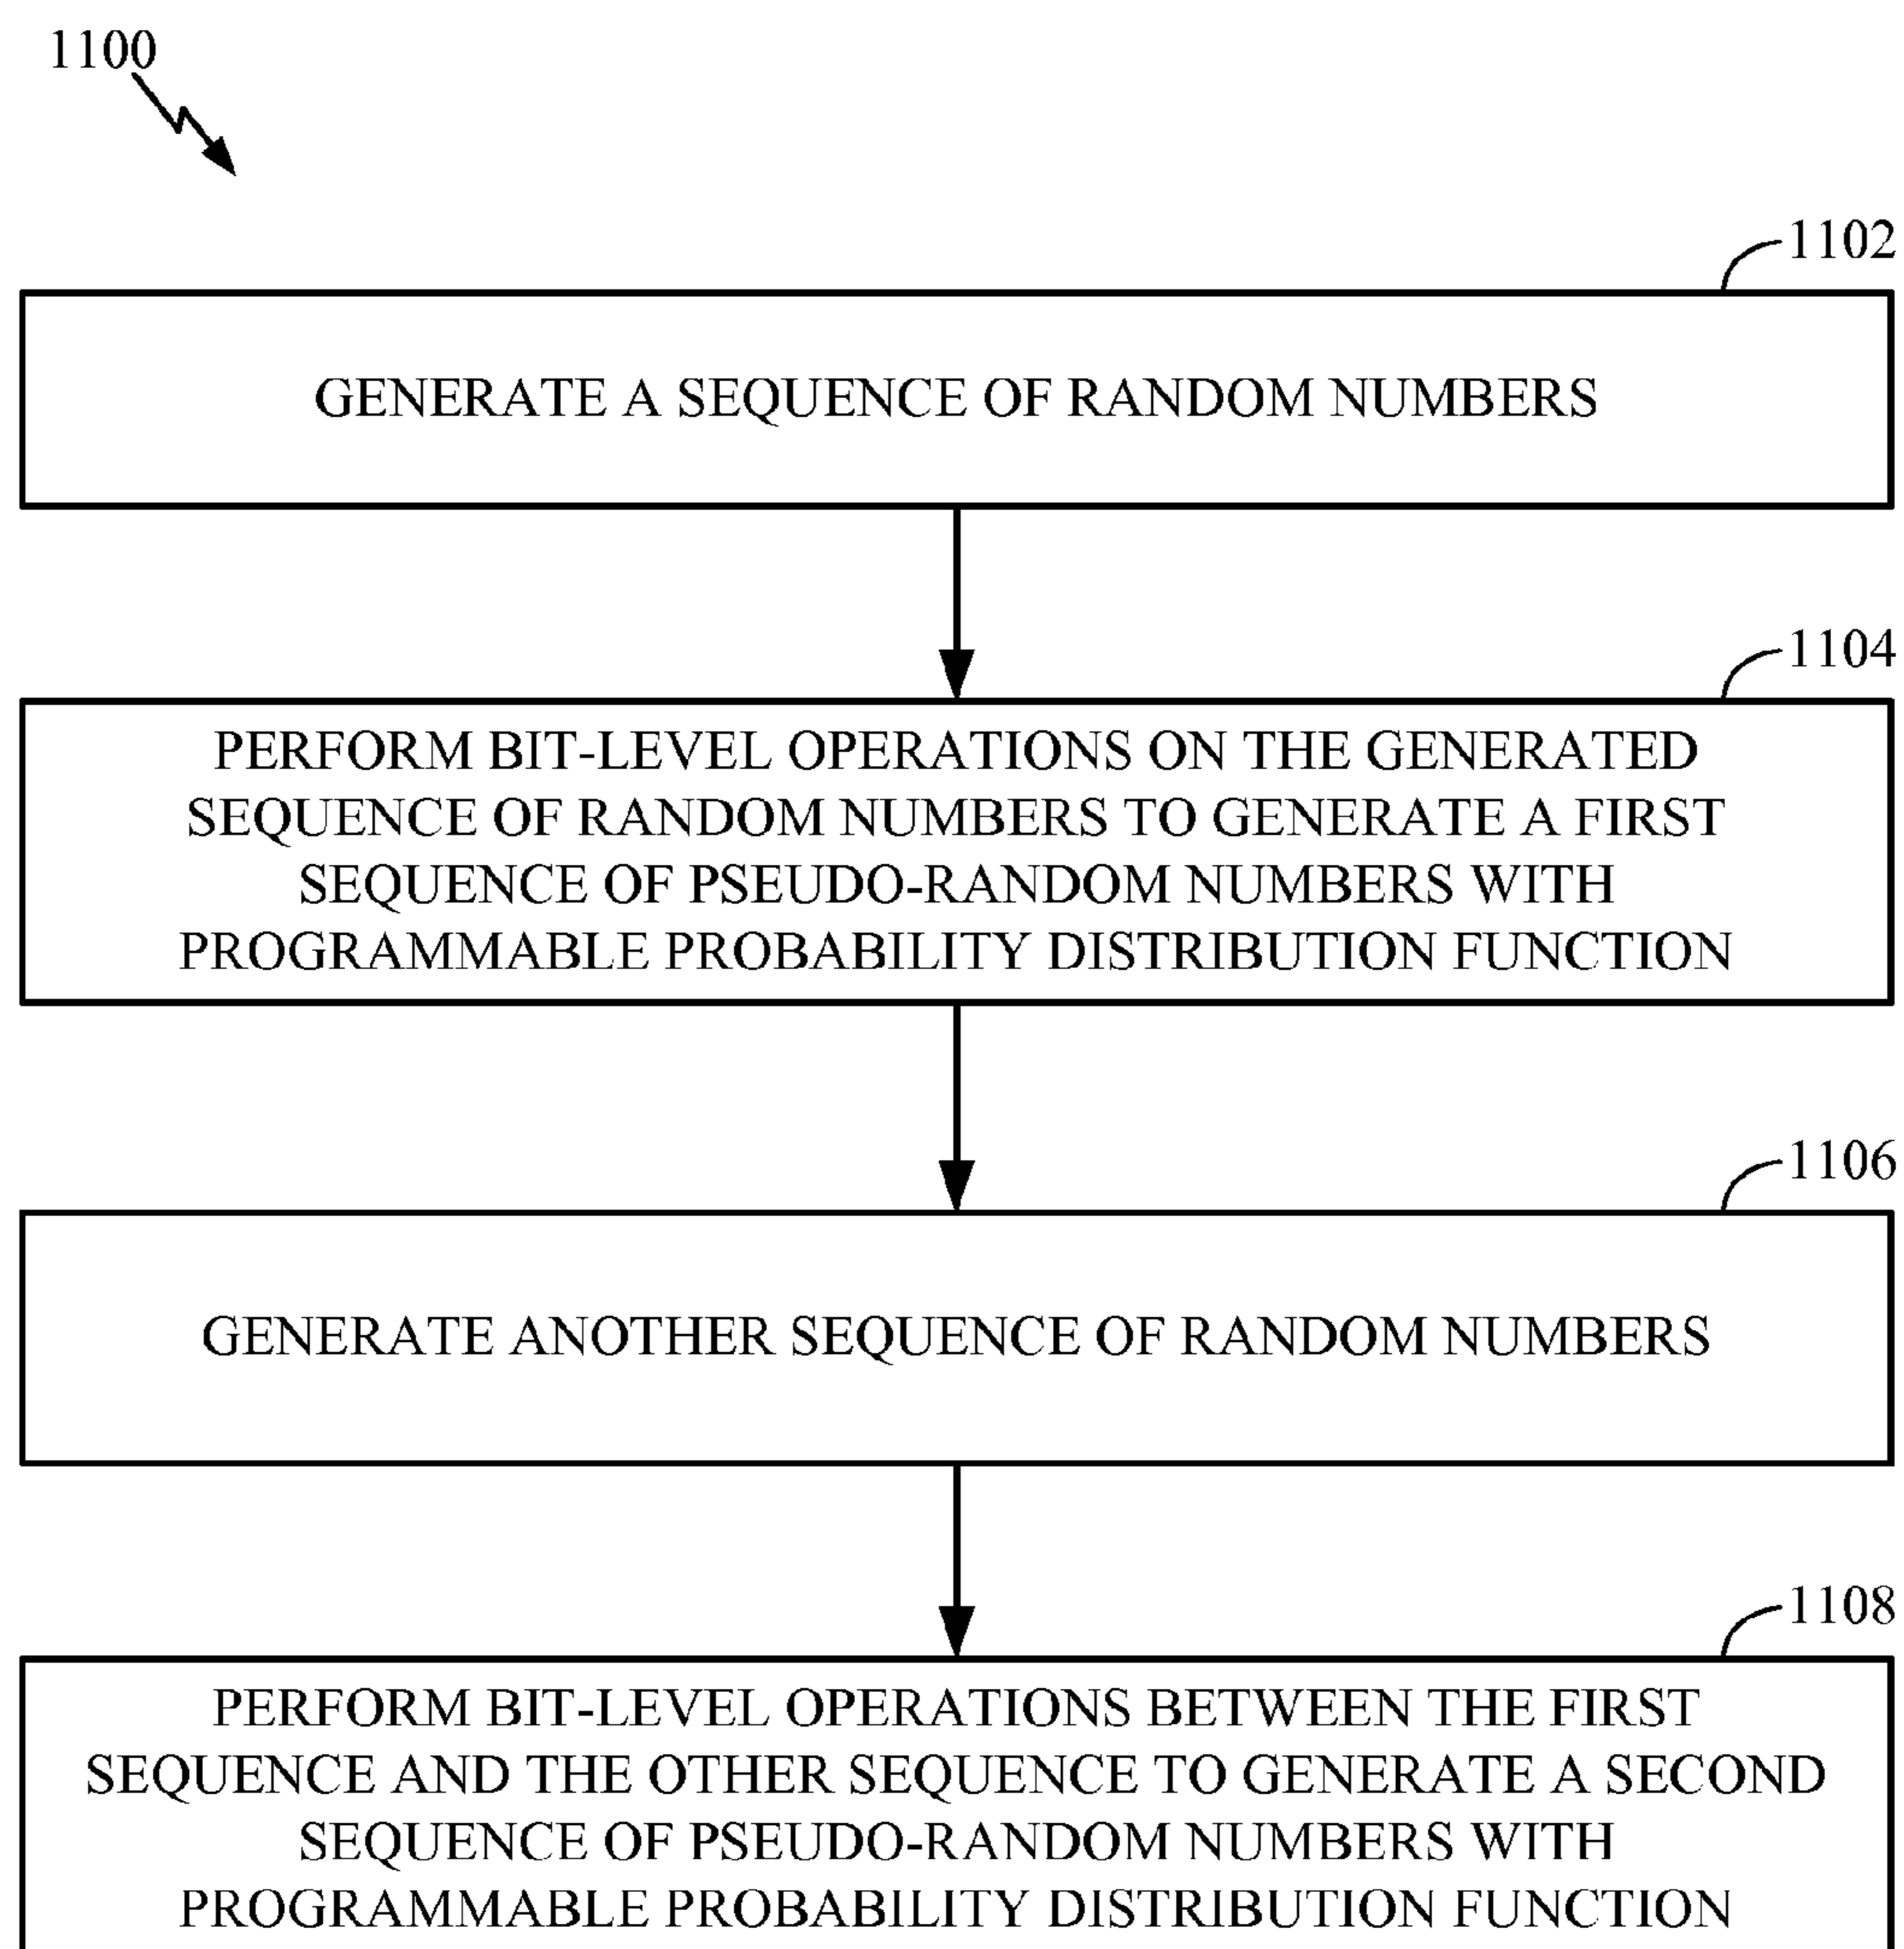 1100
1102
GENERATE A SEQUENCE OF RANDOM NUMBERS
1104
PERFORM BIT-LEVEL OPERATIONS ON THE GENERATED
SEQUENCE OF RANDOM NUMBERS TO GENERATE A FIRST
SEQUENCE OF PSEUDO-RANDOM NUMBERS WITH
PROGRAMMABLE PROBABILITY DISTRIBUTION FUNCTION
1106
GENERATE ANOTHER SEQUENCE OF RANDOM NUMBERS
1108
PERFORM BIT-LEVEL OPERATIONS BETWEEN THE FIRST
SEQUENCE AND THE OTHER SEQUENCE TO GENERATE A SECOND
SEQUENCE OF PSEUDO-RANDOM NUMBERS WITH
PROGRAMMABLE PROBABILITY DISTRIBUTION FUNCTION